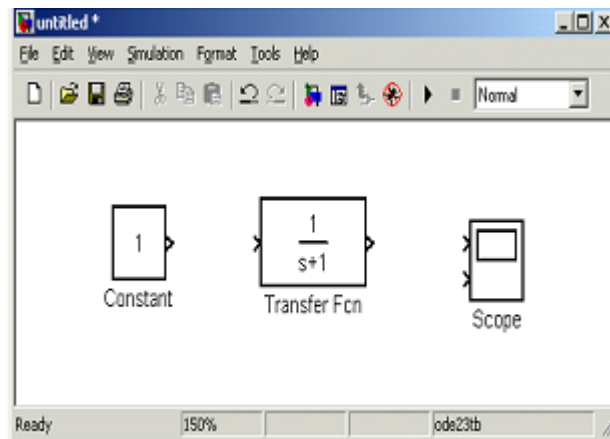 untitled *
File Edit View Simulation Format Tools Help
Normal
1
Constant
1
s+1
Transfer Fcn
Scope
Ready 150% ode23tb